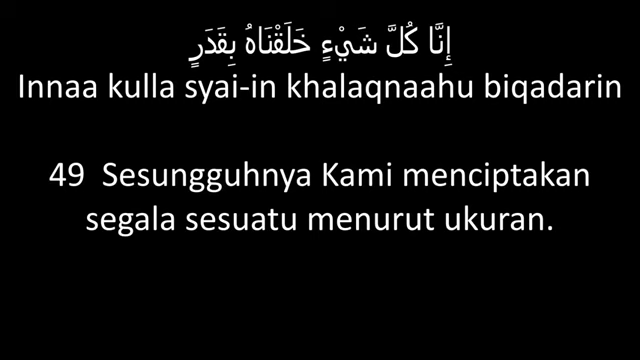 إِنَّا كُلَّ شَيْءٍ خَلَقْنَاهُ بِقَدَرٍ
Innaa kulla syai-in khalaqnaahu biqadarin
49 Sesungguhnya Kami menciptakan
segala sesuatu menurut ukuran.